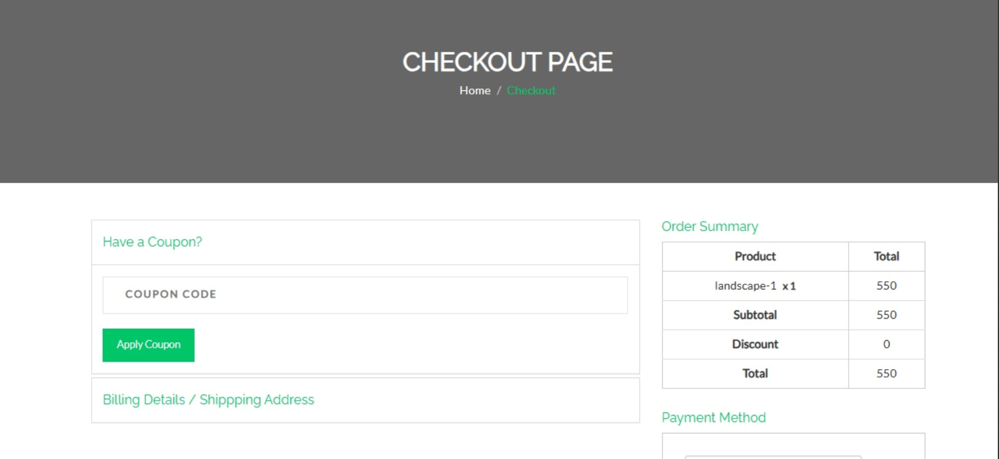 CHECKOUT PAGE
Home / Checkout
Have a Coupon?
COUPON CODE
Apply Coupon
Billing Details / Shippping Address
Order Summary
Product Total
landscape-1 x 1 550
Subtotal 550
Discount 0
Total 550
Payment Method